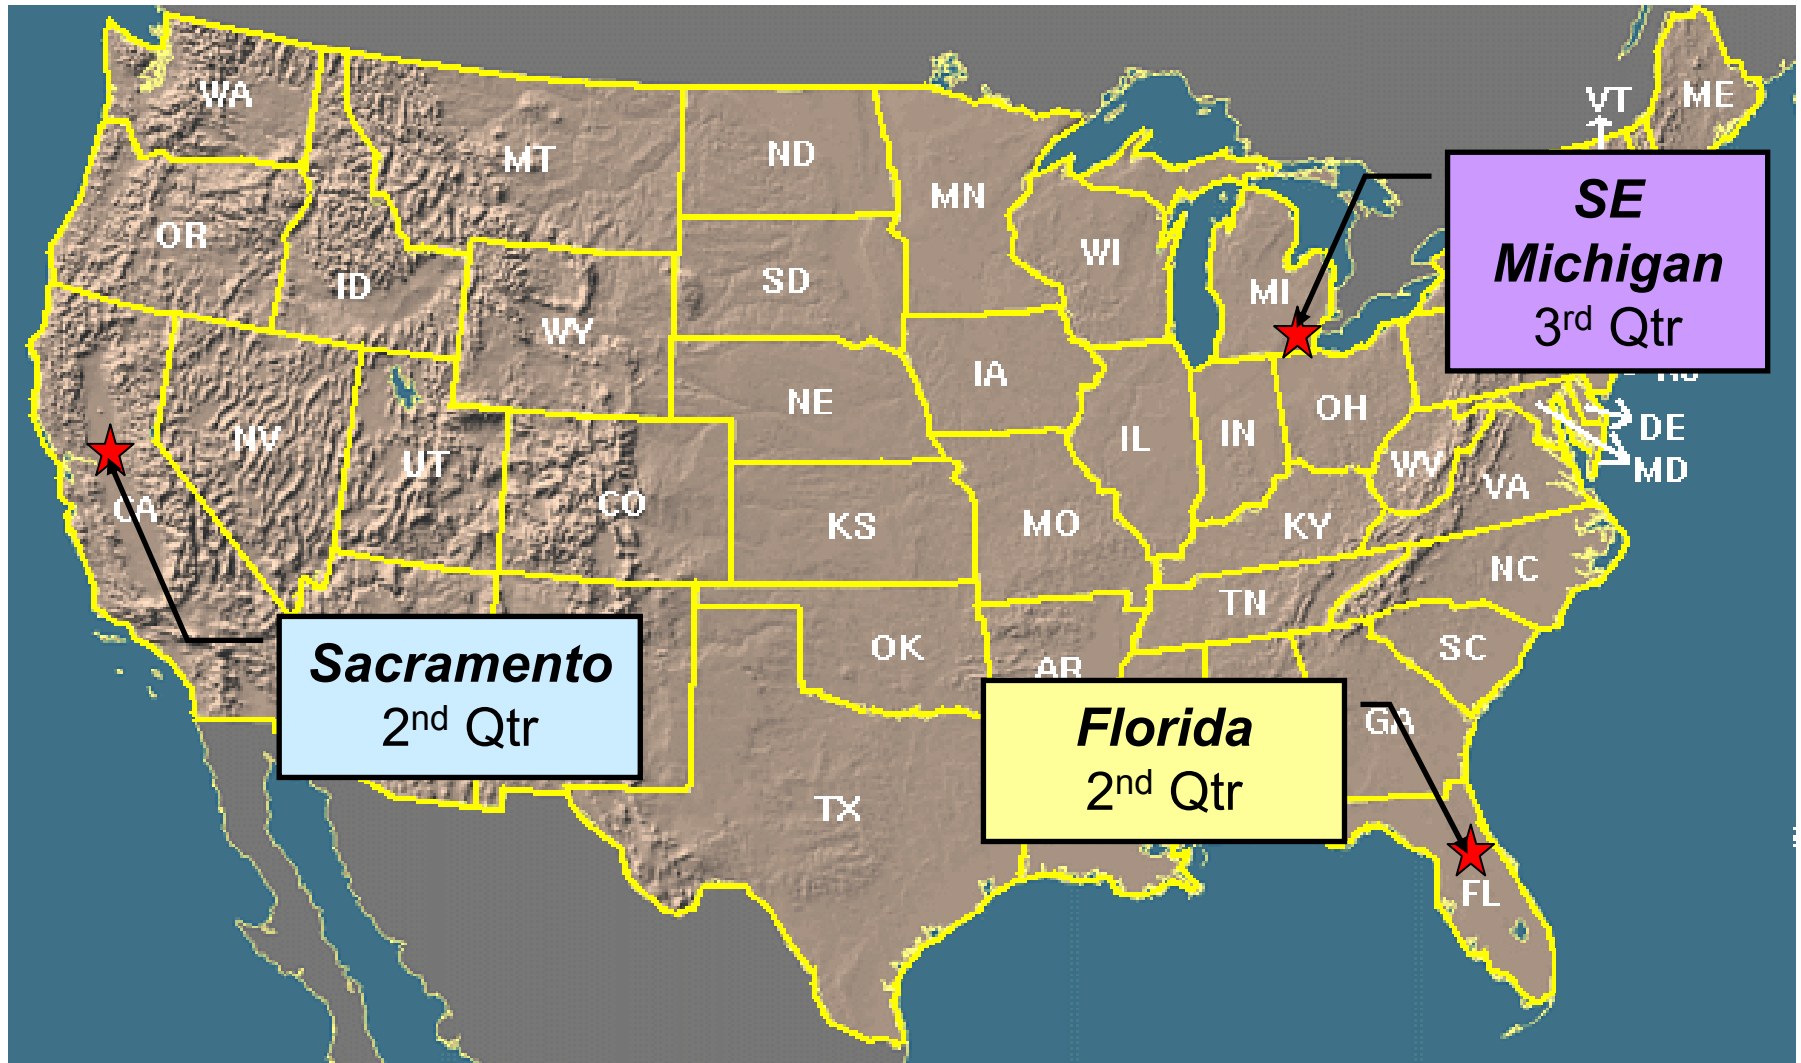 WA
MT
ND
MN
VT
ME
OR
ID
SD
WI
MI
SE
Michigan
3rd Qtr
WY
NE
IA
IL
IN
OH
DE
MD
NV
UT
CO
KS
MO
WV
VA
KY
CA
NC
TN
OK
AR
SC
GA
Sacramento
2nd Qtr
Florida
2nd Qtr
TX
FL